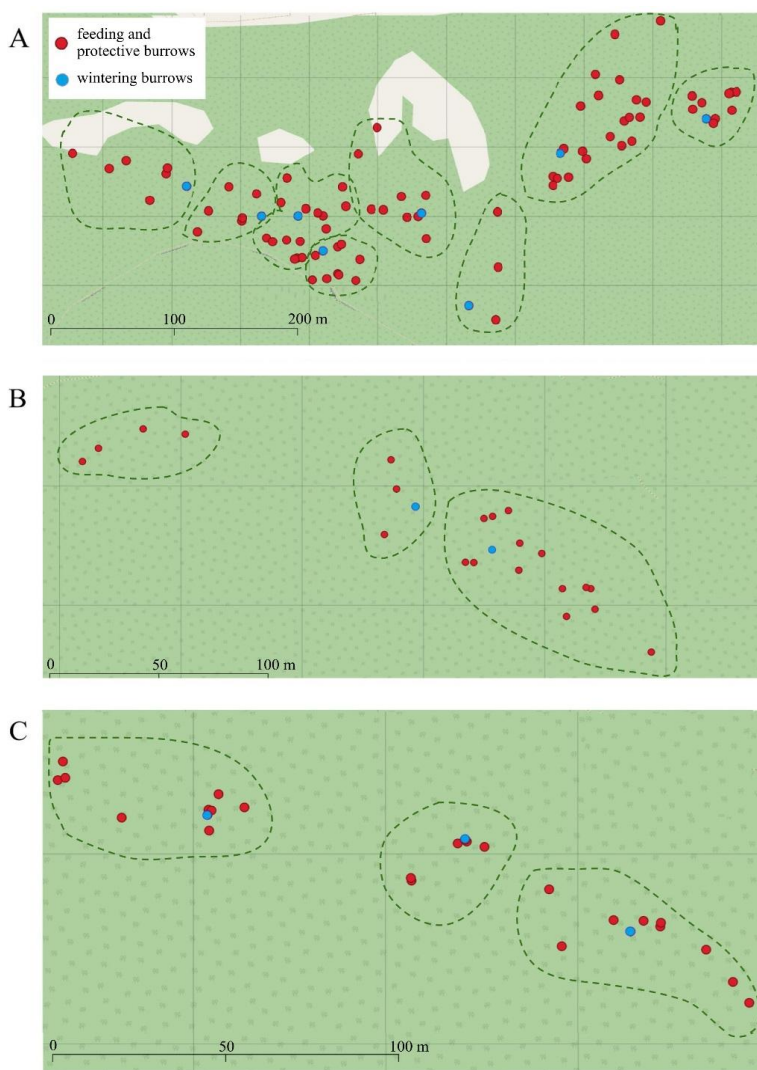 A
feeding and
protective burrows
wintering burrows
0 100 200 m
B
0 50 100 m
C
0 50 100 m